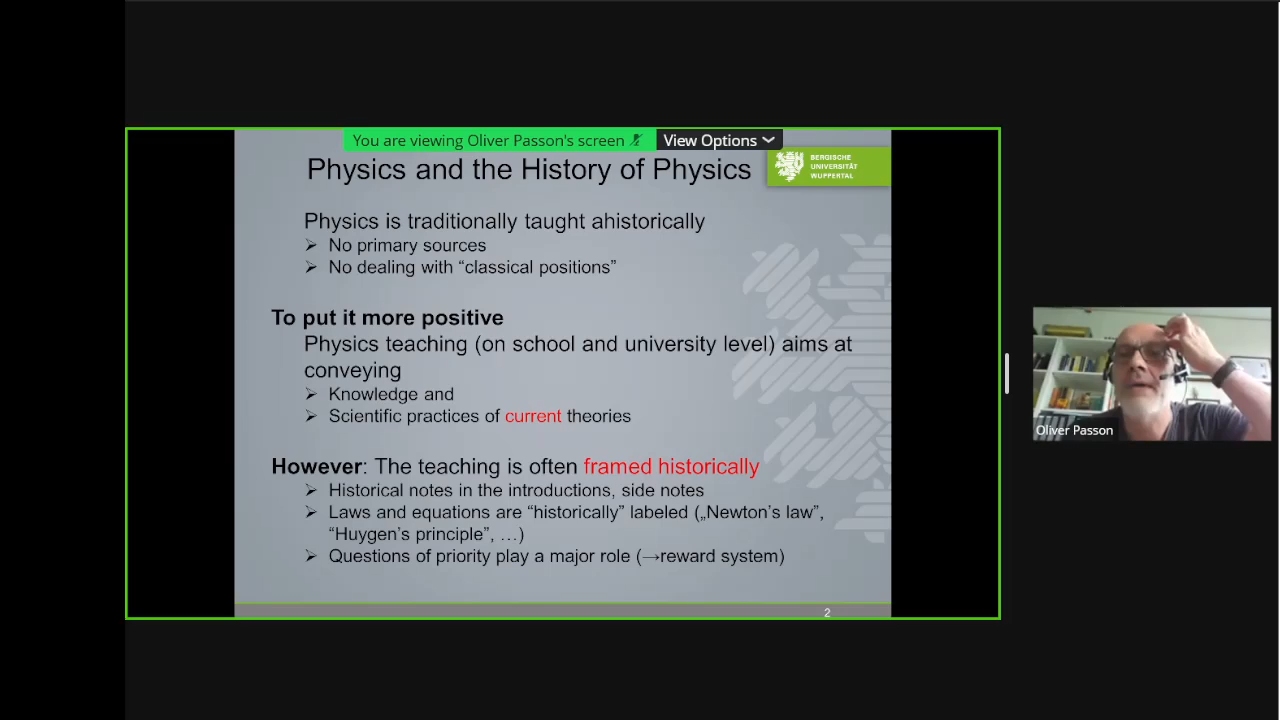 You are viewing Oliver Passon's screen
View Options
Physics and the History of Physics
BERGISCHE
UNIVERSITÄT
WUPPERTAL
Physics is traditionally taught ahistorically
➢ No primary sources
➢ No dealing with “classical positions”
To put it more positive
Physics teaching (on school and university level) aims at
conveying
➢ Knowledge and
➢ Scientific practices of current theories
However: The teaching is often framed historically
➢ Historical notes in the introductions, side notes
➢ Laws and equations are “historically” labeled („Newton’s law”,
“Huygen’s principle”, …)
➢ Questions of priority play a major role (→reward system)
2
Oliver Passon